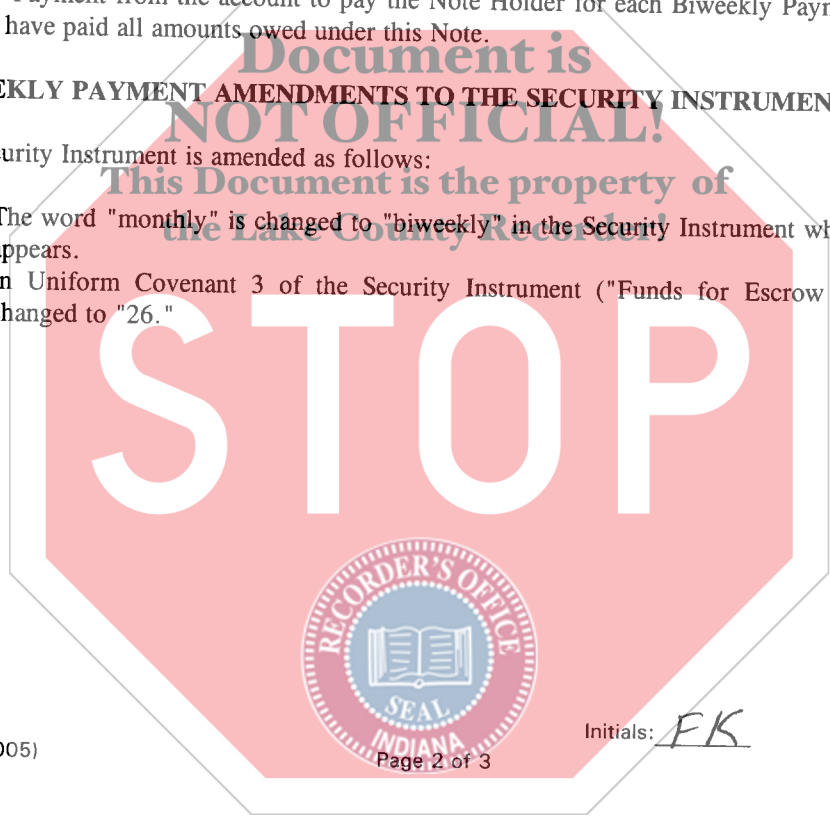 Payment from the account to pay the Note Holder for each Biweekly Paym
have paid all amounts owed under this Note.
Document is
EKLY PAYMENT AMENDMENTS TO THE SECURITY INSTRUMEN
NOT OFFICIAL!
urity Instrument is amended as follows:
This Document is the property of
The word "monthly" is changed to "biweekly" in the Security Instrument wh
the Lake County Recorder!
ppears.
n Uniform Covenant 3 of the Security Instrument ("Funds for Escrow
hanged to "26."
STOP
RECORDER'S OFFICE
SEAL
INDIANA
Initials: FK
005)
Page 2 of 3